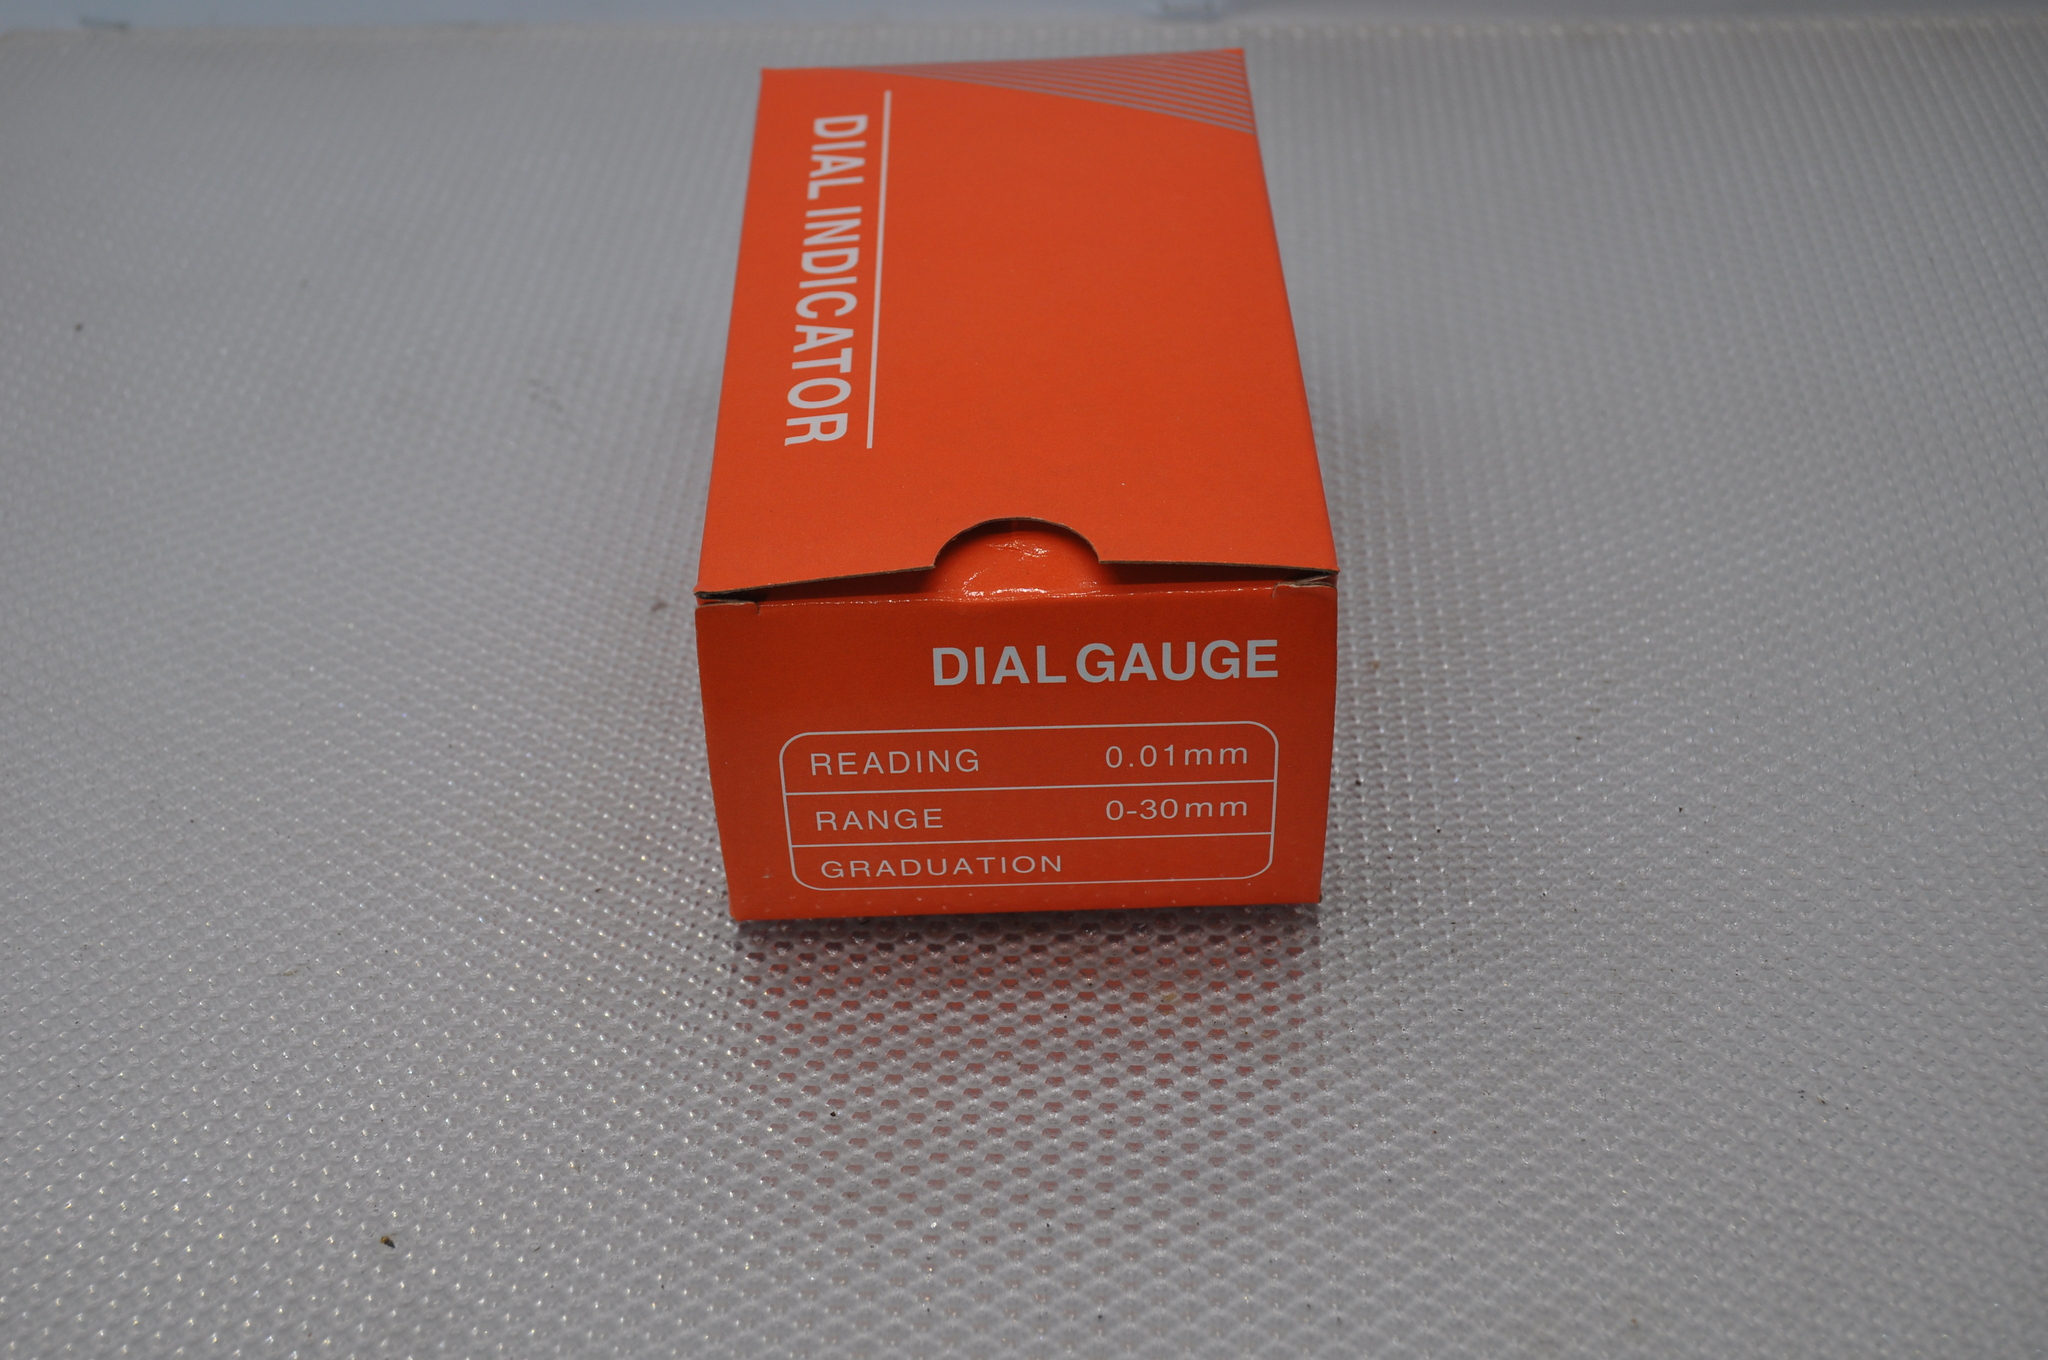 DIAL INDICATOR
DIAL GAUGE
READING 0.01mm
RANGE 0-30mm
GRADUATION